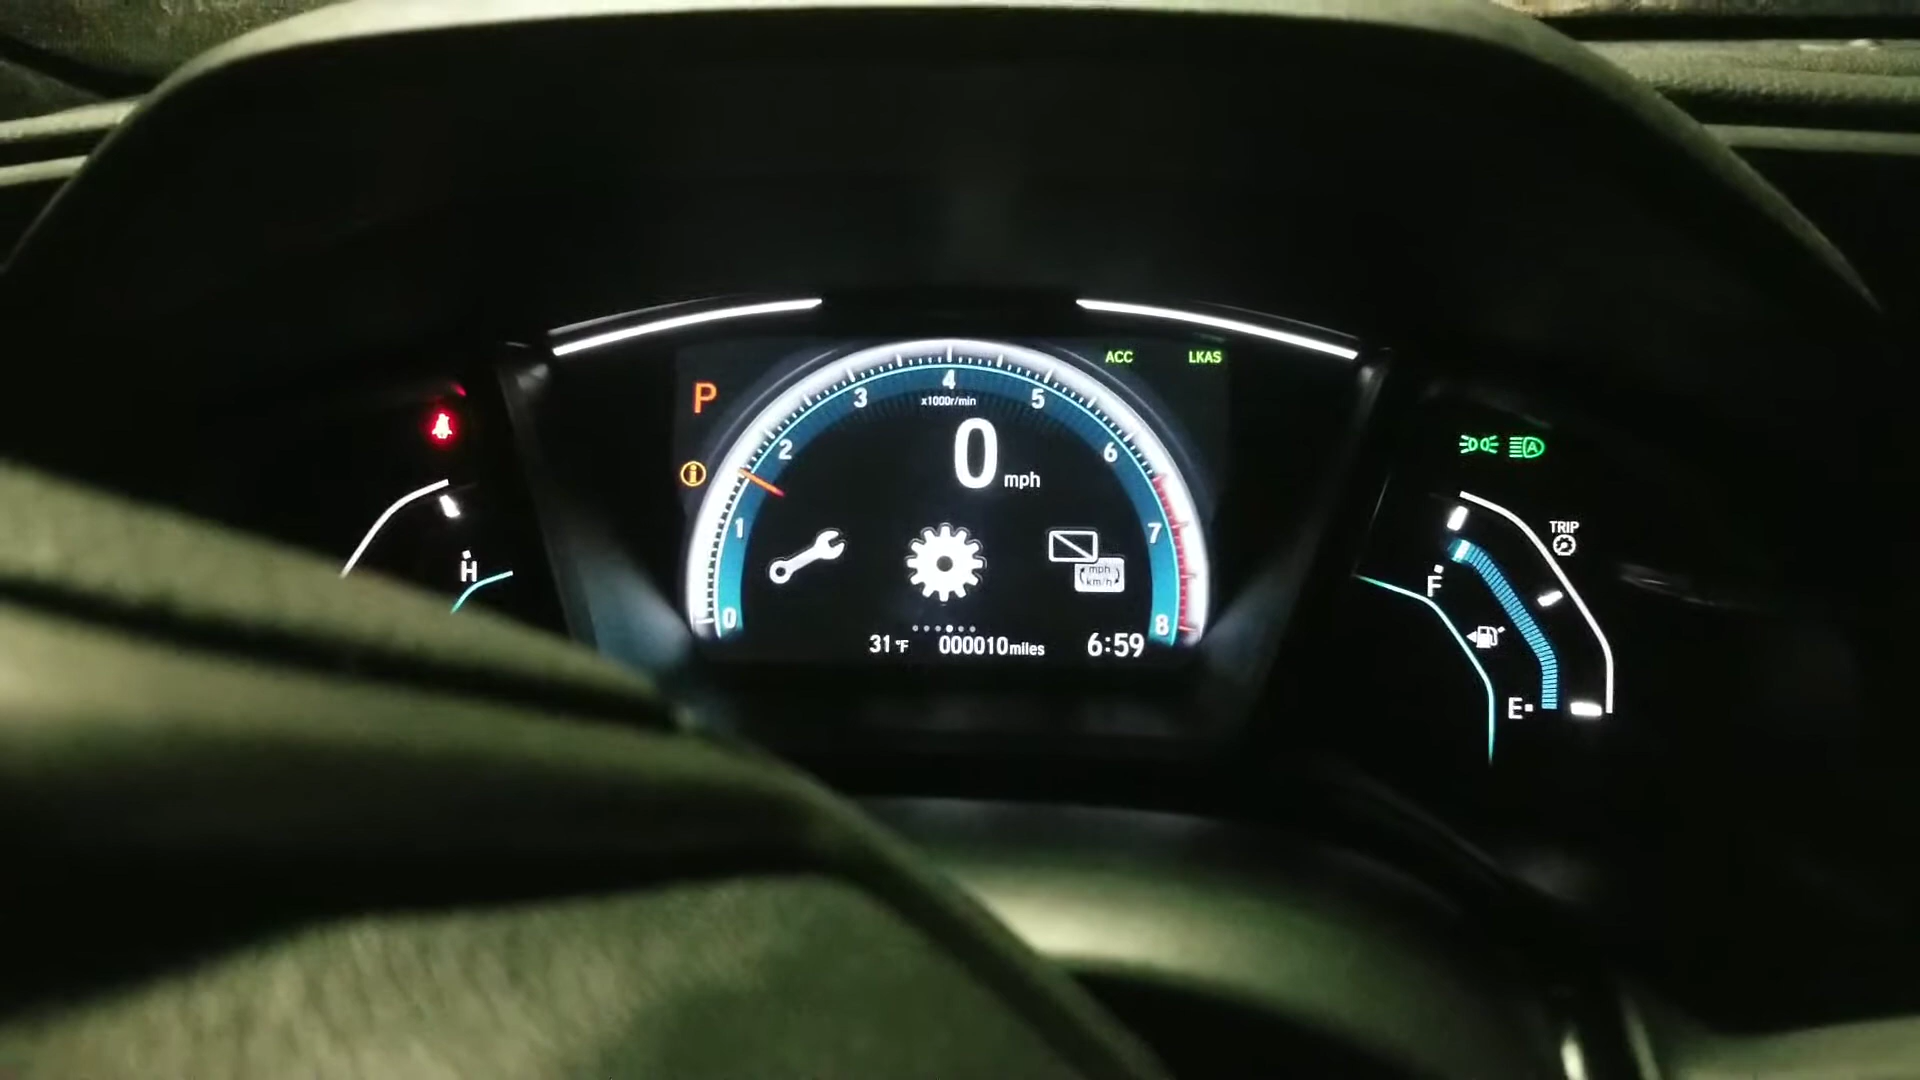 ACC LKAS
P
4
3 5
x1000r/min
2 6
0 mph
1 7
mph
km/h
0 8
31 °F 000010 miles 6:59
H
A
TRIP
F
E